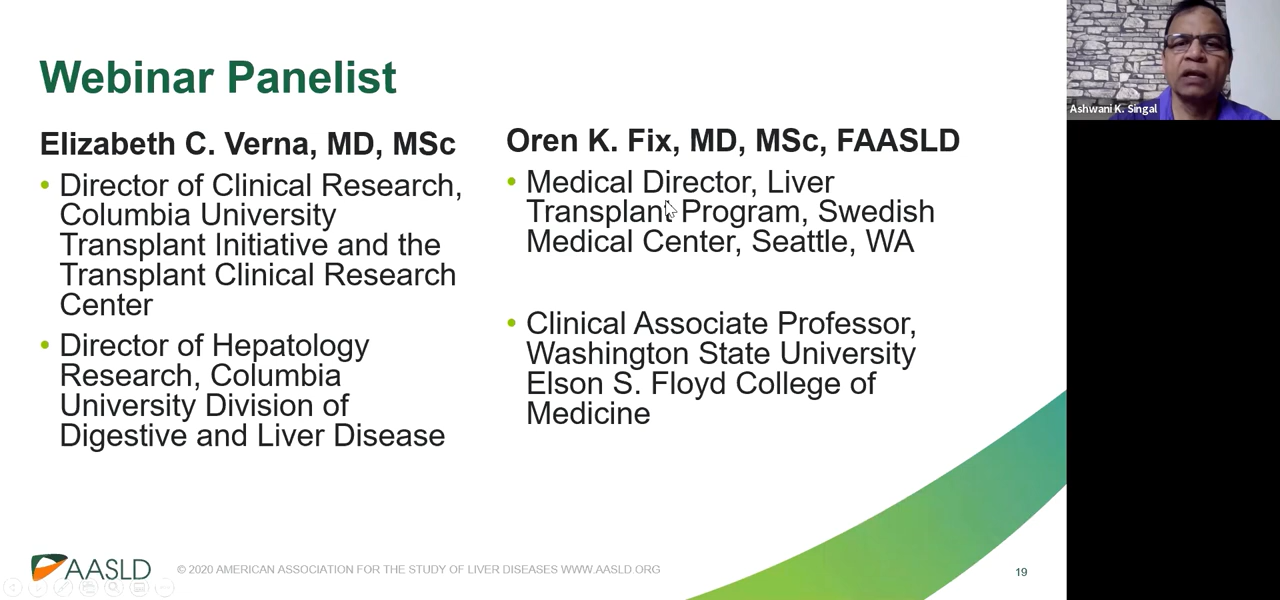 Webinar Panelist
Elizabeth C. Verna, MD, MSc
• Director of Clinical Research,
Columbia University
Transplant Initiative and the
Transplant Clinical Research
Center
• Director of Hepatology
Research, Columbia
University Division of
Digestive and Liver Disease
Oren K. Fix, MD, MSc, FAASLD
• Medical Director, Liver
Transplant Program, Swedish
Medical Center, Seattle, WA
• Clinical Associate Professor,
Washington State University
Elson S. Floyd College of
Medicine
AASLD
© 2020 AMERICAN ASSOCIATION FOR THE STUDY OF LIVER DISEASES WWW.AASLD.ORG
19
Ashwani K. Singal